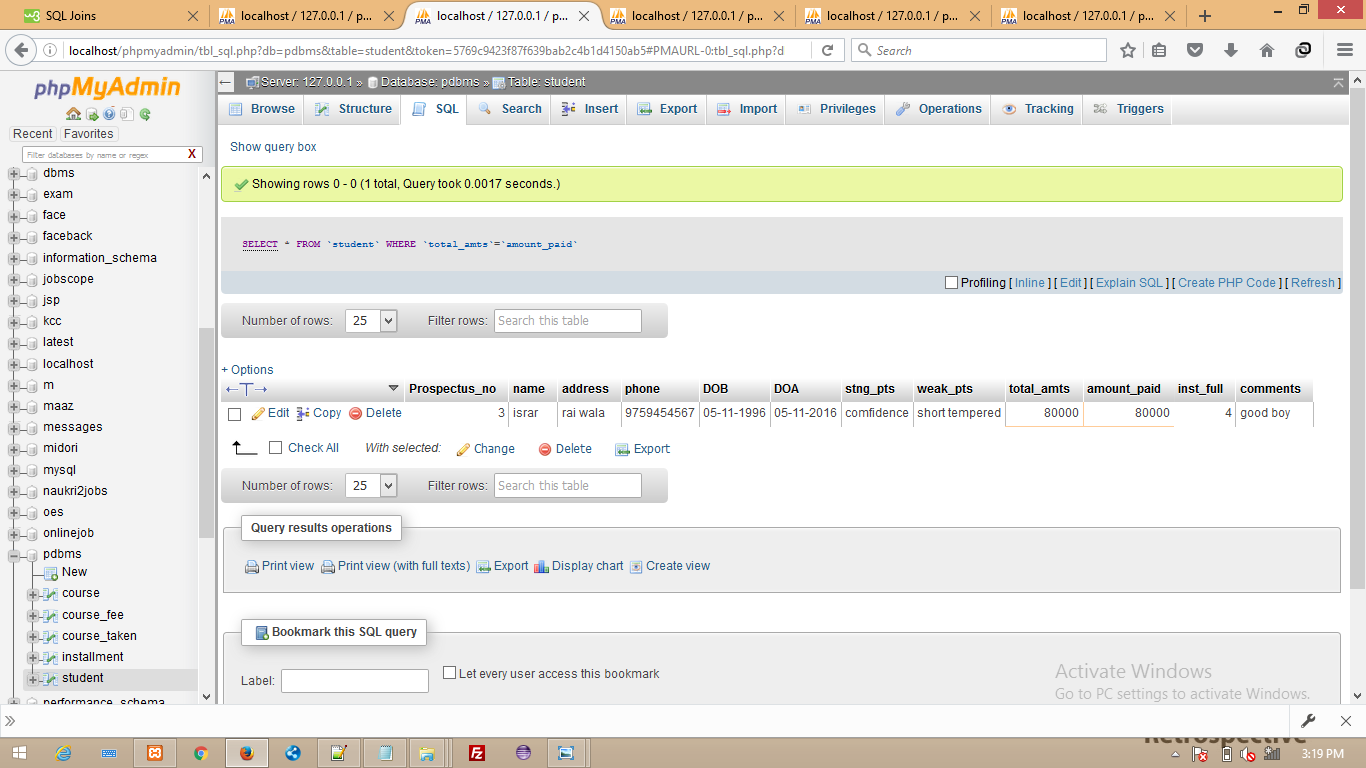 SQL Joins
localhost / 127.0.0.1 / p...
localhost / 127.0.0.1 / p...
localhost / 127.0.0.1 / p...
localhost / 127.0.0.1 / p...
localhost / 127.0.0.1 / p...
localhost/phpmyadmin/tbl_sql.php?db=pdbms&table=student&token=5769c9423f87f639bab2c4b1d4150ab5#PMAURL-0:tbl_sql.php?d
Search
phpMyAdmin
Recent Favorites
Filter databases by name or regex X
dbms
exam
face
faceback
information_schema
jobscope
jsp
kcc
latest
localhost
m
maaz
messages
midori
mysql
naukri2jobs
oes
onlinejob
pdbms
New
course
course_fee
course_taken
installment
student
performance_schema
Server: 127.0.0.1 » Database: pdbms » Table: student
Browse Structure SQL Search Insert Export Import Privileges Operations Tracking Triggers
Show query box
Showing rows 0 - 0 (1 total, Query took 0.0017 seconds.)
SELECT * FROM `student` WHERE `total_amts`=`amount_paid`
Profiling [ Inline ] [ Edit ] [ Explain SQL ] [ Create PHP Code ] [ Refresh ]
Number of rows: 25 Filter rows: Search this table
+ Options
←T→ Prospectus_no name address phone DOB DOA stng_pts weak_pts total_amts amount_paid inst_full comments
Edit Copy Delete 3 israr rai wala 9759454567 05-11-1996 05-11-2016 comfidence short tempered 80000 80000 4 good boy
Check All With selected: Change Delete Export
Number of rows: 25 Filter rows: Search this table
Query results operations
Print view Print view (with full texts) Export Display chart Create view
Bookmark this SQL query
Label: Let every user access this bookmark
Activate Windows
Go to PC settings to activate Windows.
Retrospective
3:19 PM